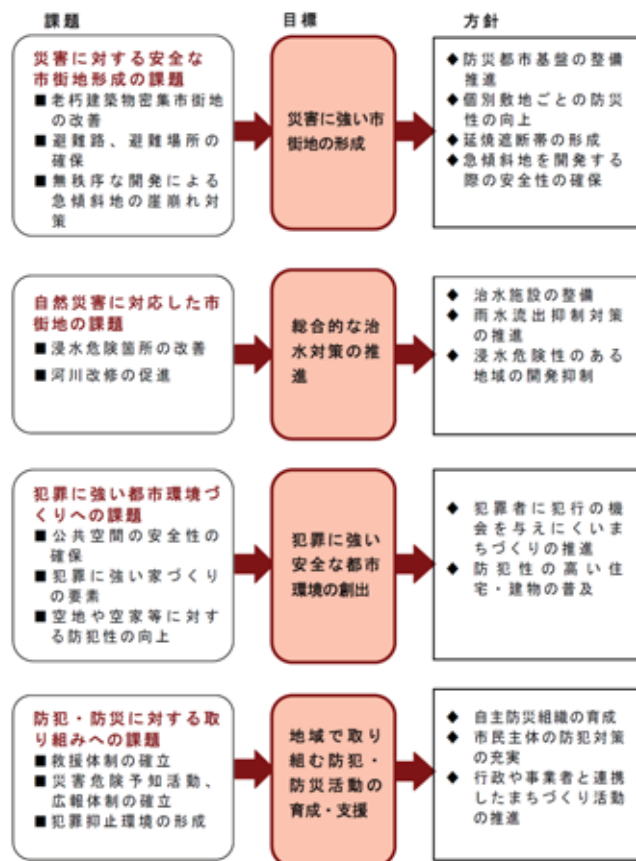 課題
目標
方針
災害に対する安全な
市街地形成の課題
■老朽建築物密集市街地
の改善
■避難路、避難場所の
確保
■無秩序な開発による
急傾斜地の崖崩れ対
策
災害に強い市
街地の形成
◆防災都市基盤の整備
推進
◆個別敷地ごとの防災
性の向上
◆延焼遮断帯の形成
◆急傾斜地を開発する
際の安全性の確保
自然災害に対応した市
街地の課題
■浸水危険箇所の改善
■河川改修の促進
総合的な治
水対策の推
進
◆ 治水施設の整備
◆ 雨水流出抑制対策
の推進
◆ 浸水危険性のある
地域の開発抑制
犯罪に強い都市環境づ
くりへの課題
■公共空間の安全性の
確保
■犯罪に強い家づくり
の要素
■空地や空家等に対す
る防犯性の向上
犯罪に強い
安全な都市
環境の創出
◆ 犯罪者に犯行の機
会を与えにくいま
ちづくりの推進
◆ 防犯性の高い住
宅・建物の普及
防犯・防災に対する取
り組みへの課題
■救援体制の確立
■災害危険予知活動、
広報体制の確立
■犯罪抑止環境の形成
地域で取り
組む防犯・
防災活動の
育成・支援
◆ 自主防災組織の育成
◆ 市民主体の防犯対策
の充実
◆ 行政や事業者と連携
したまちづくり活動
の推進